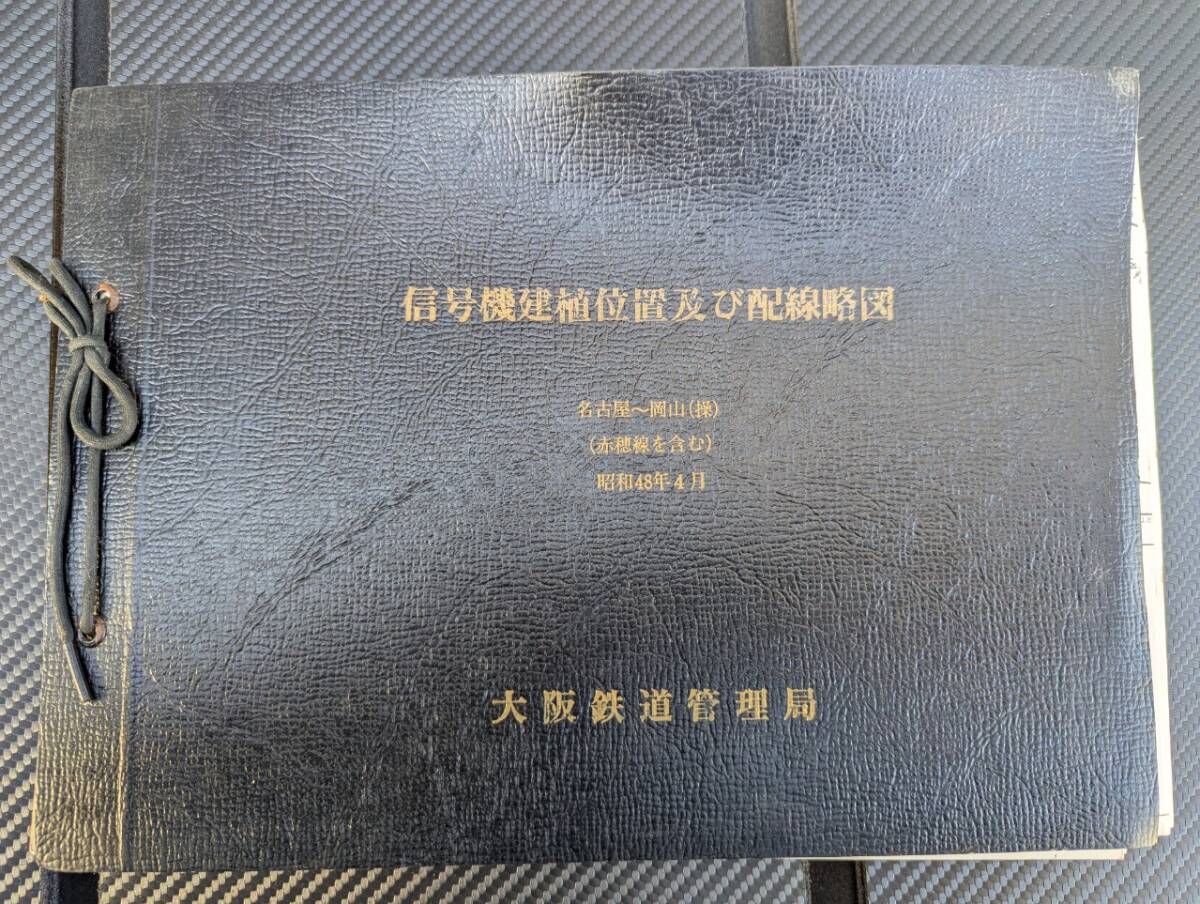 信号機建植位置及び配線略図
名古屋～岡山(操)
(赤穂線を含む)
昭和48年4月
大阪鉄道管理局